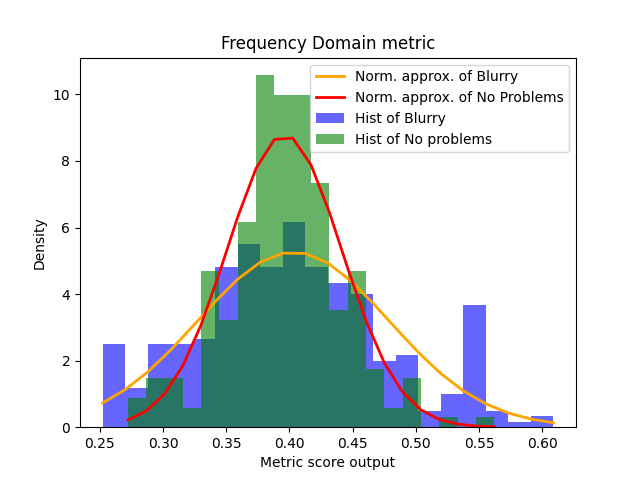 Frequency Domain metric
Norm. approx. of Blurry
Norm. approx. of No Problems
Hist of Blurry
Hist of No problems
Density
10
8
6
4
2
0
0.25 0.30 0.35 0.40 0.45 0.50 0.55 0.60
Metric score output